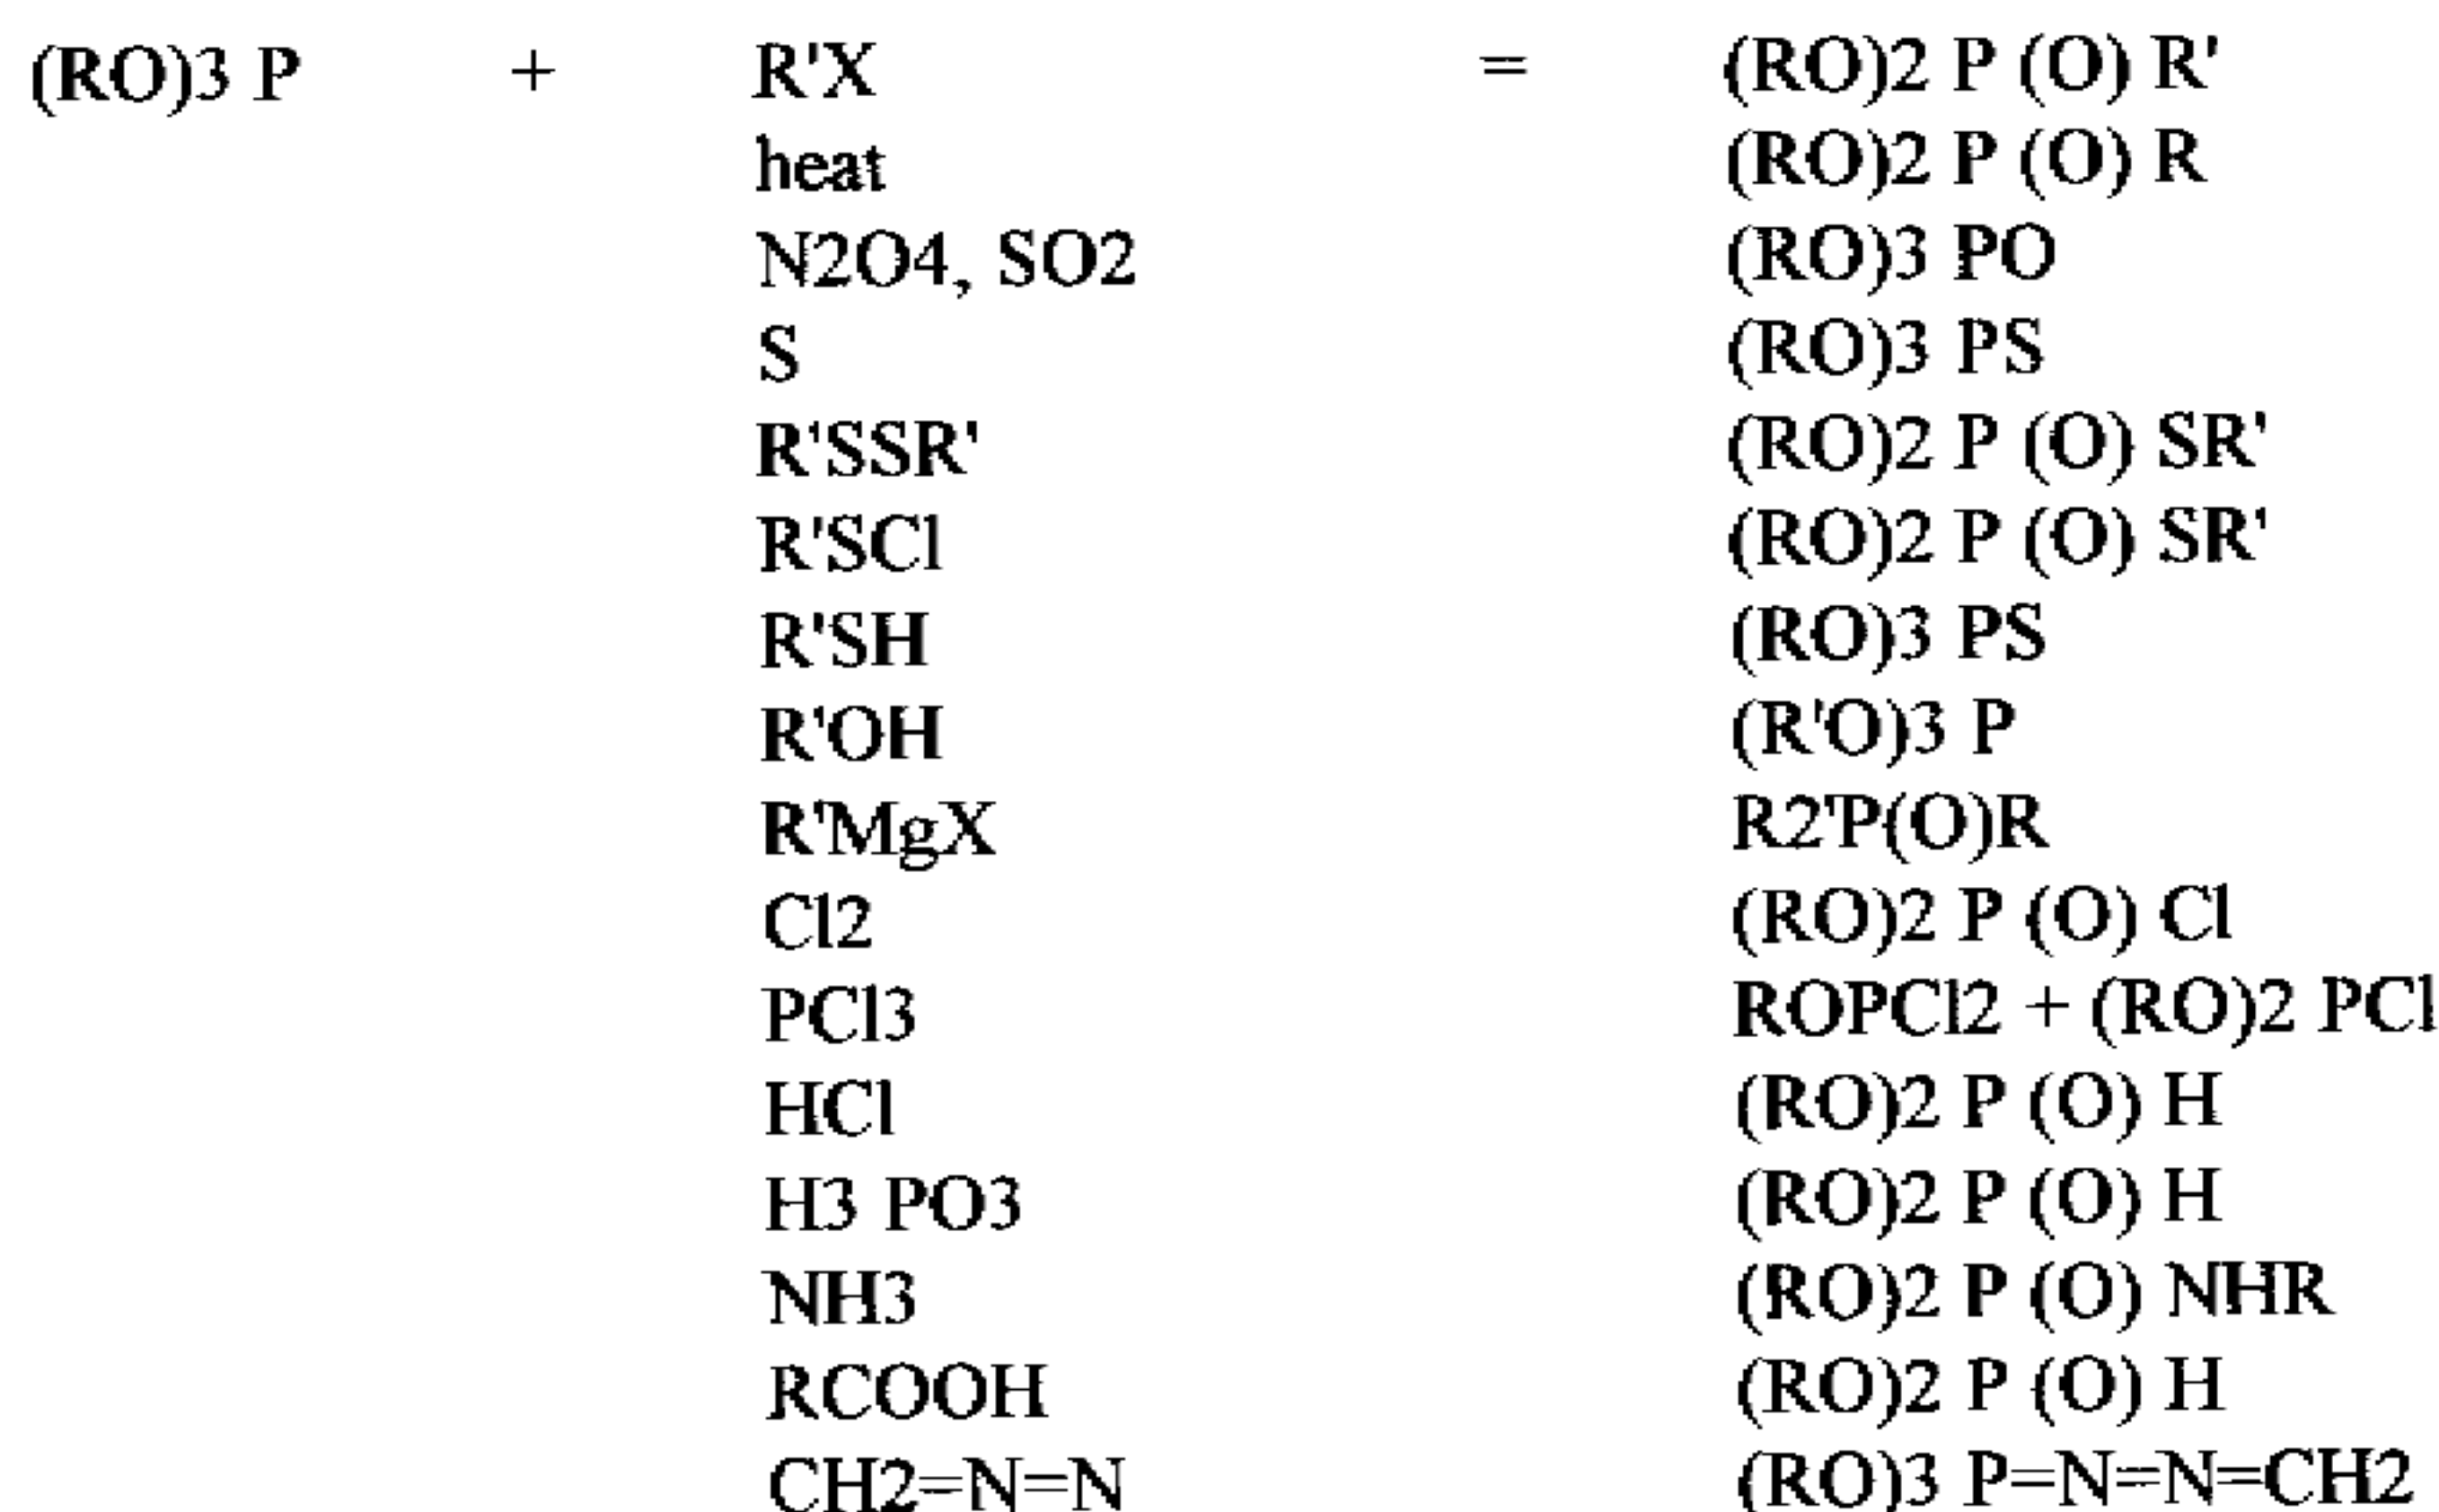 (RO)3 P + R'X = (RO)2 P (O) R'
heat (RO)2 P (O) R
N2O4, SO2 (RO)3 PO
S (RO)3 PS
R'SSR' (RO)2 P (O) SR'
R'SCl (RO)2 P (O) SR'
R'SH (RO)3 PS
R'OH (R'O)3 P
R'MgX R2'P(O)R
Cl2 (RO)2 P (O) Cl
PCl3 ROPCl2 + (RO)2 PCl
HCl (RO)2 P (O) H
H3 PO3 (RO)2 P (O) H
NH3 (RO)2 P (O) NHR
RCOOH (RO)2 P (O) H
CH2=N=N (RO)3 P=N=N=CH2